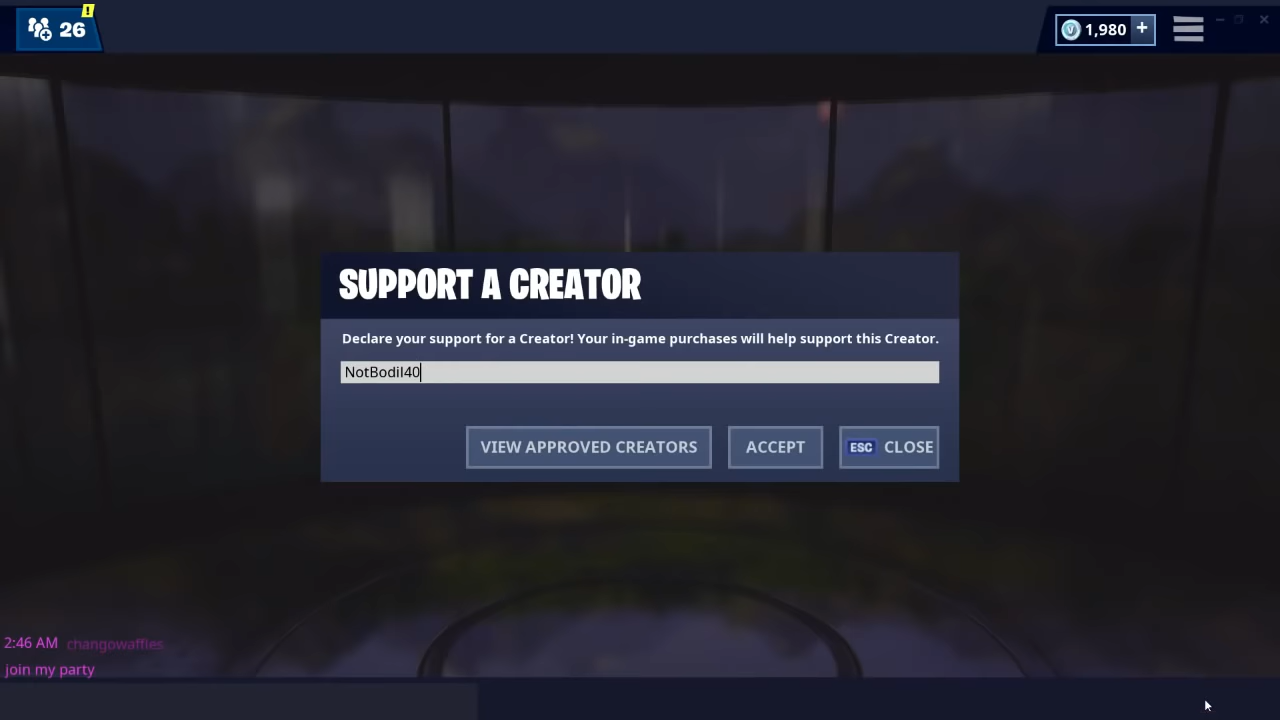 26
!
1,980 +
SUPPORT A CREATOR
Declare your support for a Creator! Your in-game purchases will help support this Creator.
NotBodil40
VIEW APPROVED CREATORS
ACCEPT
ESC CLOSE
2:46 AM changowaffles
join my party